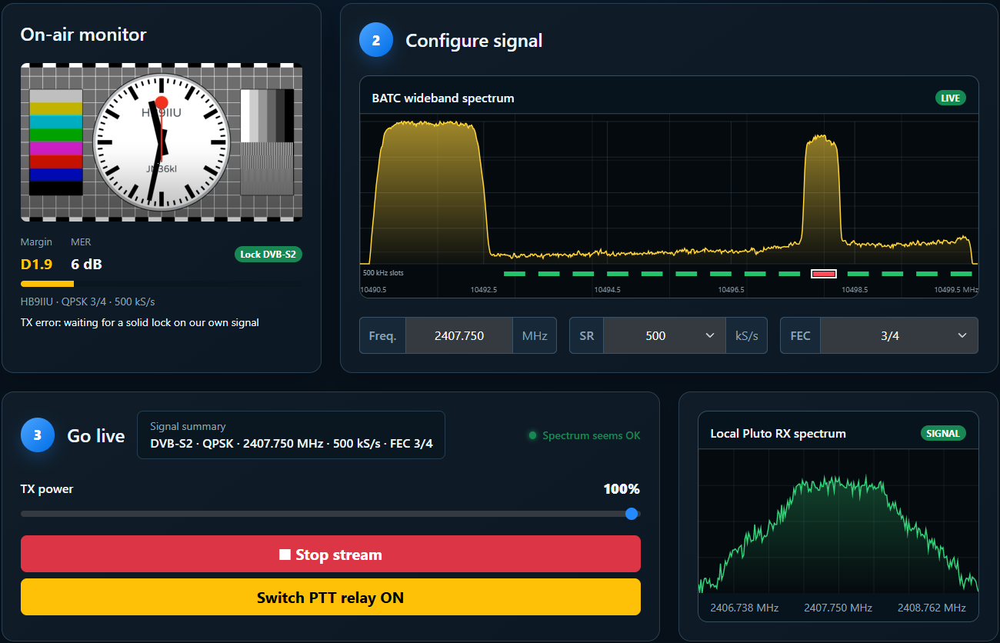 On-air monitor
HB9IIU
JN36kl
Margin MER
D1.9 6 dB
Lock DVB-S2
HB9IIU · QPSK 3/4 · 500 kS/s
TX error: waiting for a solid lock on our own signal
2 Configure signal
BATC wideband spectrum LIVE
500 kHz slots
10490.5 10492.5 10494.5 10496.5 10498.5 10499.5 MHz
Freq. 2407.750 MHz SR 500 kS/s FEC 3/4
3 Go live
Signal summary
DVB-S2 · QPSK · 2407.750 MHz · 500 kS/s · FEC 3/4
Spectrum seems OK
TX power 100%
Stop stream
Switch PTT relay ON
Local Pluto RX spectrum SIGNAL
2406.738 MHz 2407.750 MHz 2408.762 MHz